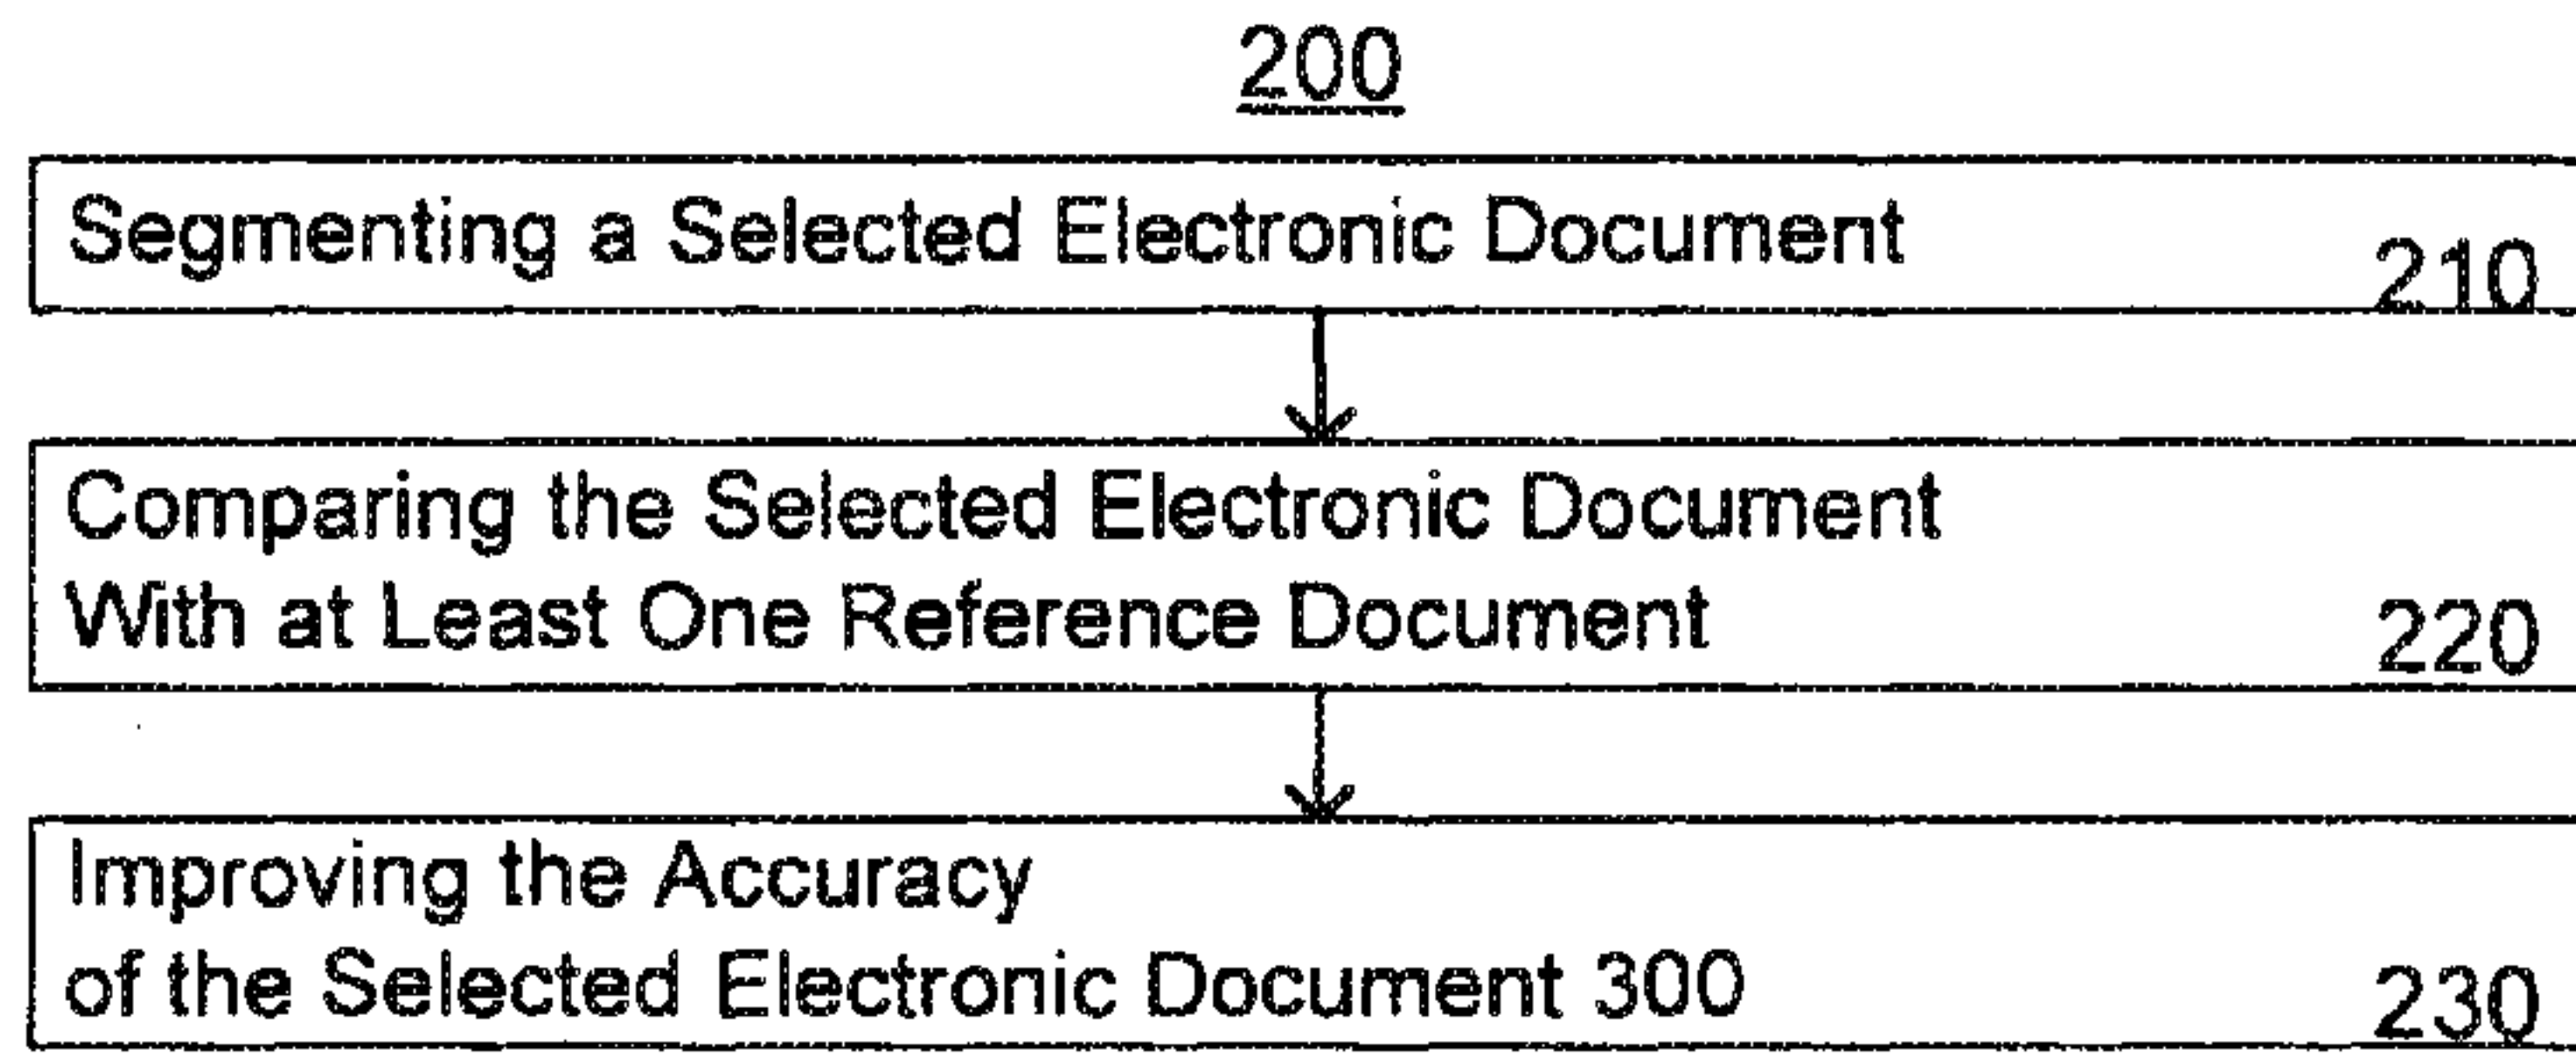 200
Segmenting a Selected Electronic Document
210
Comparing the Selected Electronic Document
With at Least One Reference Document
220
Improving the Accuracy
of the Selected Electronic Document 300
230